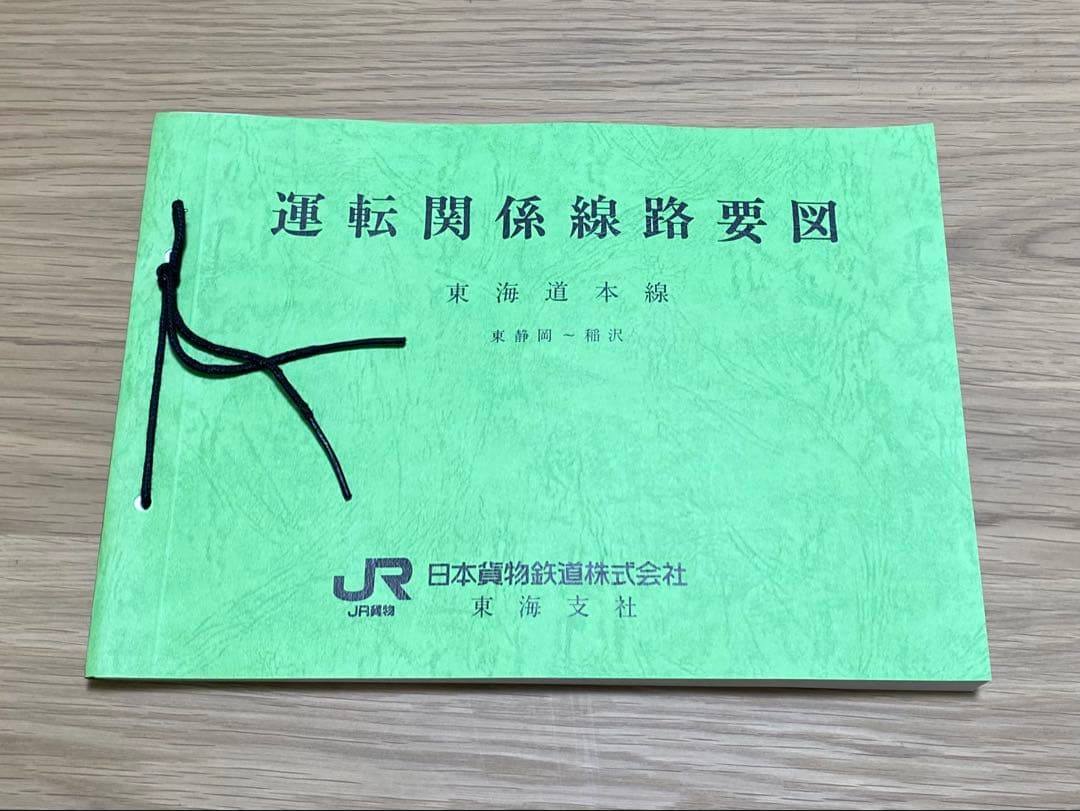 運転関係線路要図
東海道本線
東静岡～稲沢
JR 日本貨物鉄道株式会社
JR貨物 東海支社